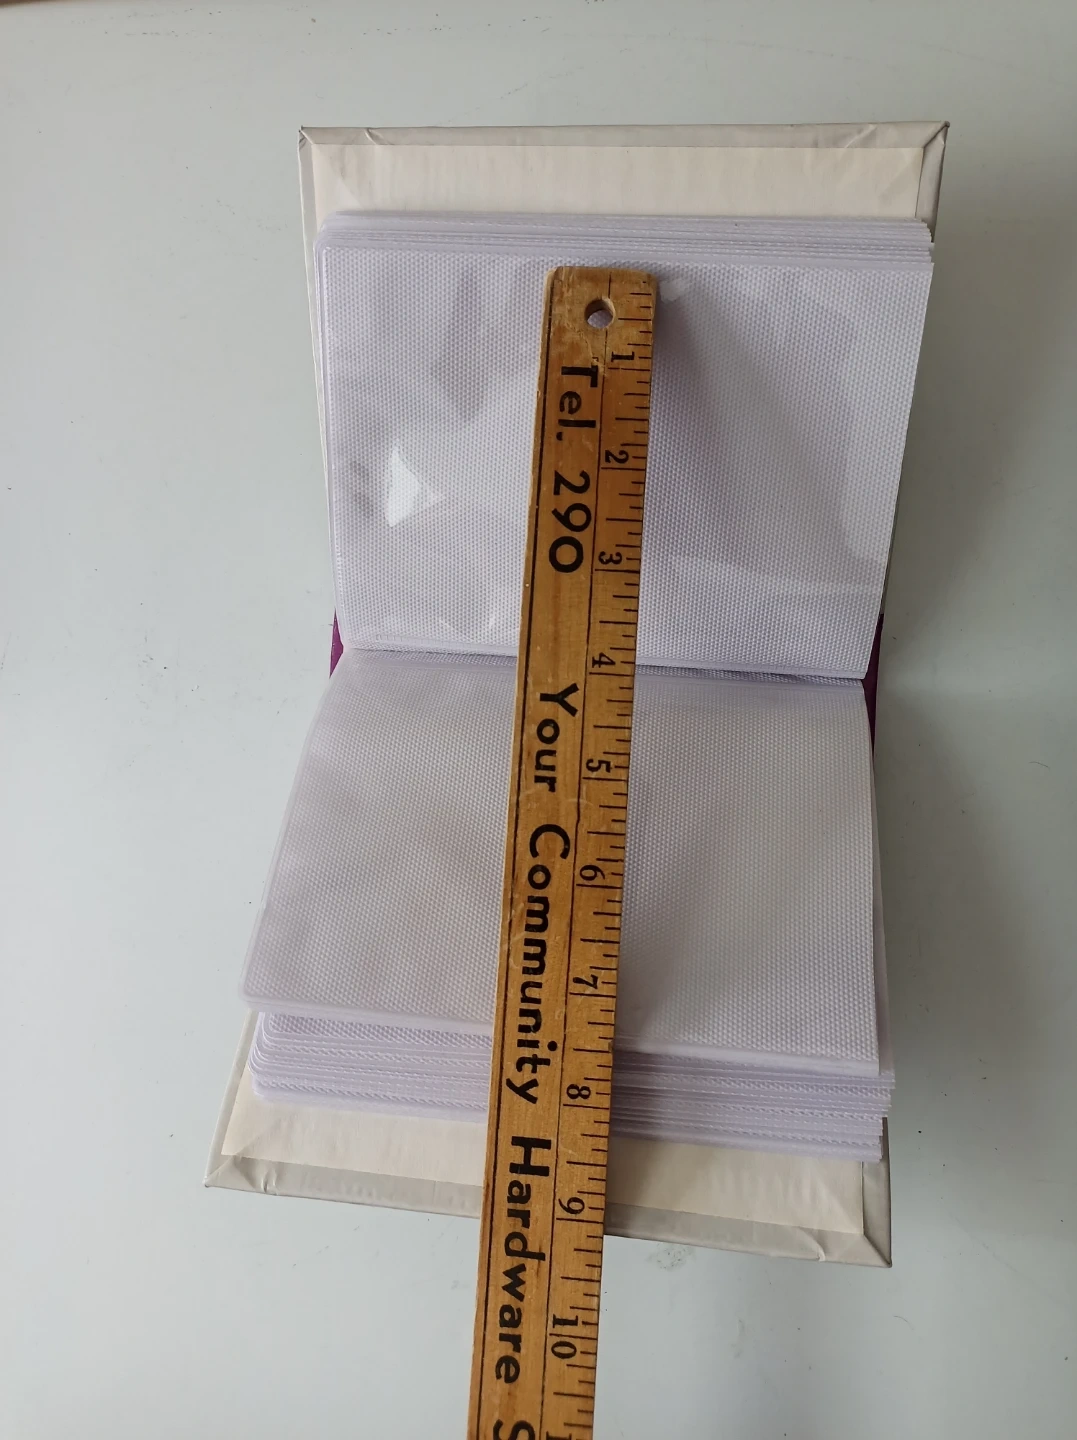 Tel. 290 Your Community Hardware S
1 2 3 4 5 6 7 8 9 10